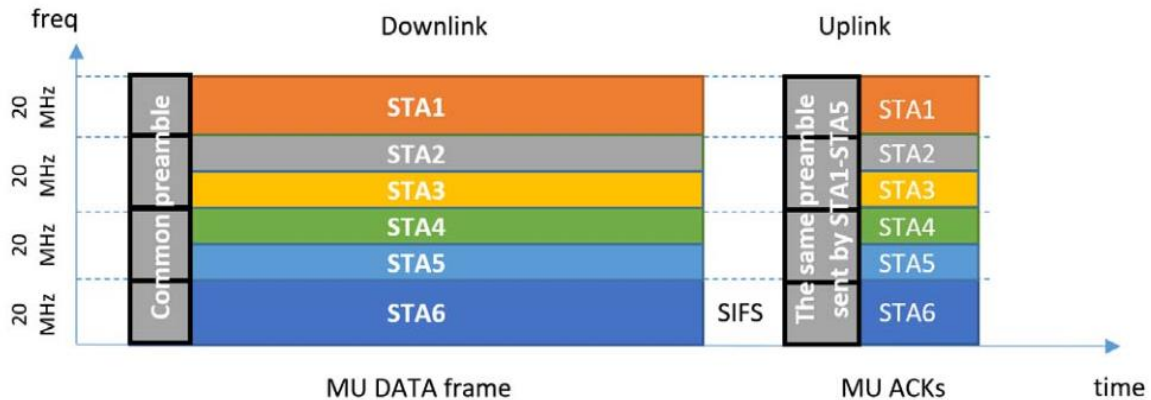 freq
Downlink
Uplink
20
MHz
20
MHz
20
MHz
20
MHz
Common preamble
STA1
STA2
STA3
STA4
STA5
STA6
SIFS
The same preamble
sent by STA1-STA5
STA1
STA2
STA3
STA4
STA5
STA6
MU DATA frame
MU ACKs
time